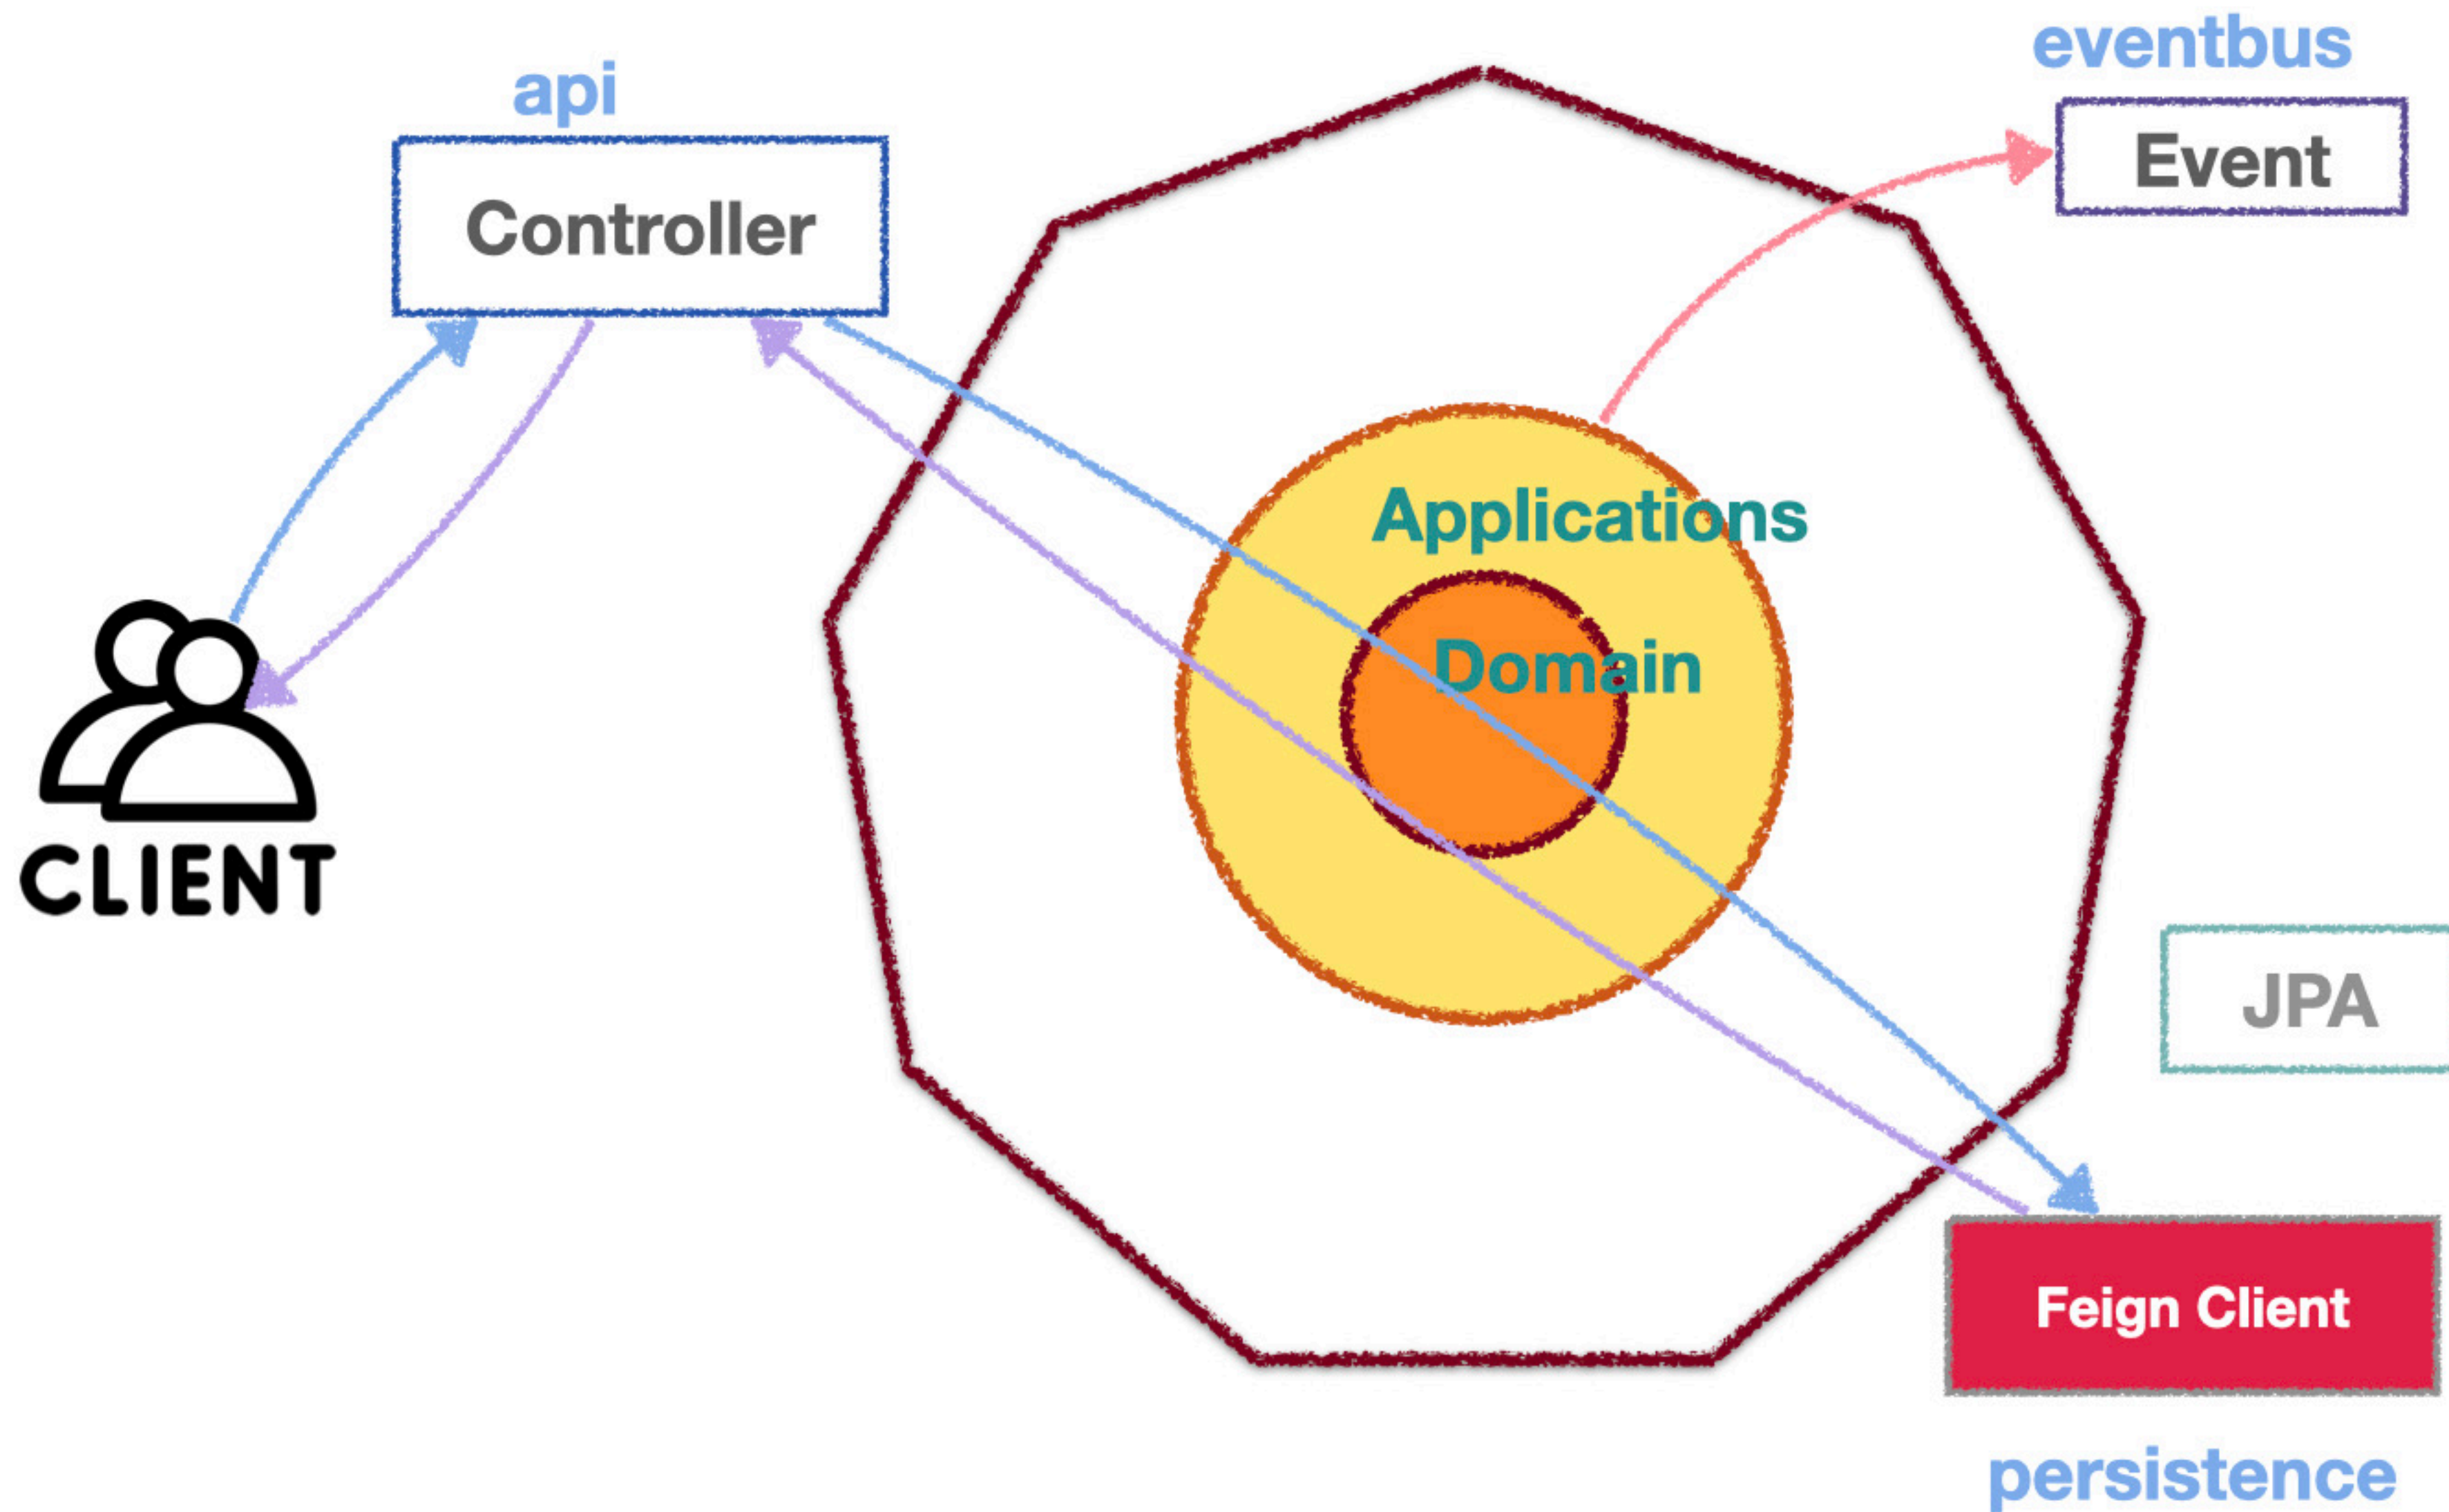 eventbus
api
Event
Controller
Applications
Domain
CLIENT
JPA
Feign Client
persistence